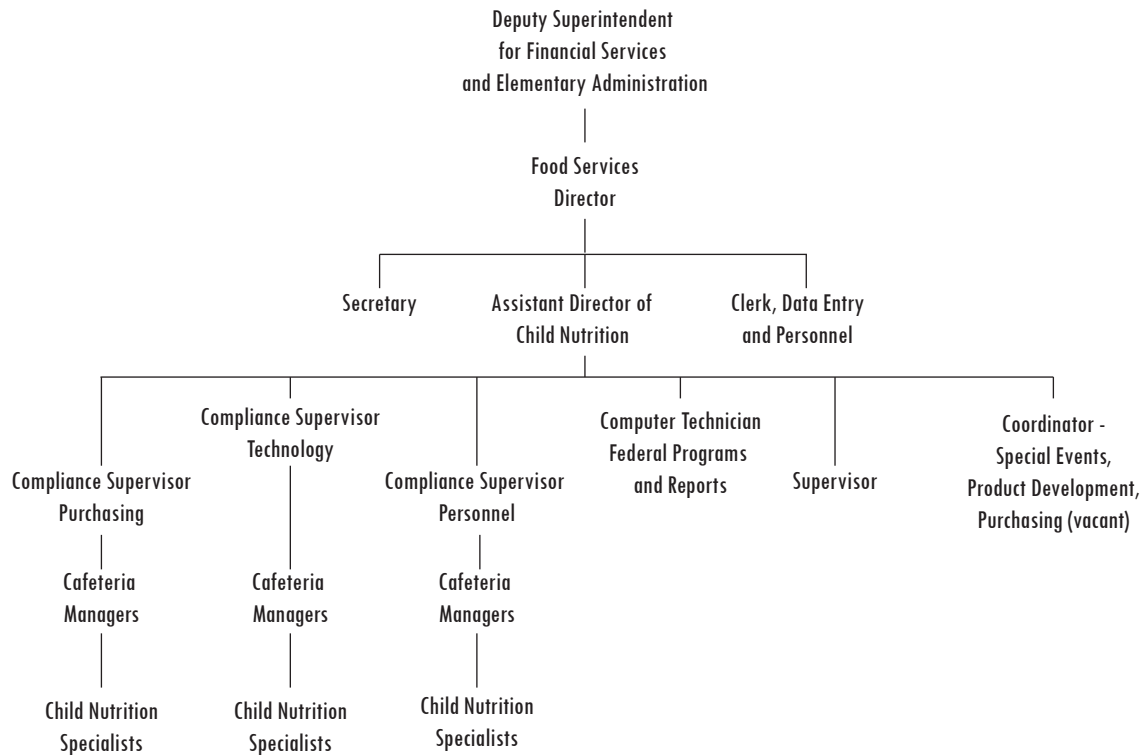 Deputy Superintendent
for Financial Services
and Elementary Administration
Food Services
Director
Secretary
Assistant Director of
Child Nutrition
Clerk, Data Entry
and Personnel
Compliance Supervisor
Purchasing
Compliance Supervisor
Technology
Compliance Supervisor
Personnel
Computer Technician
Federal Programs
and Reports
Supervisor
Coordinator -
Special Events,
Product Development,
Purchasing (vacant)
Cafeteria
Managers
Cafeteria
Managers
Cafeteria
Managers
Child Nutrition
Specialists
Child Nutrition
Specialists
Child Nutrition
Specialists